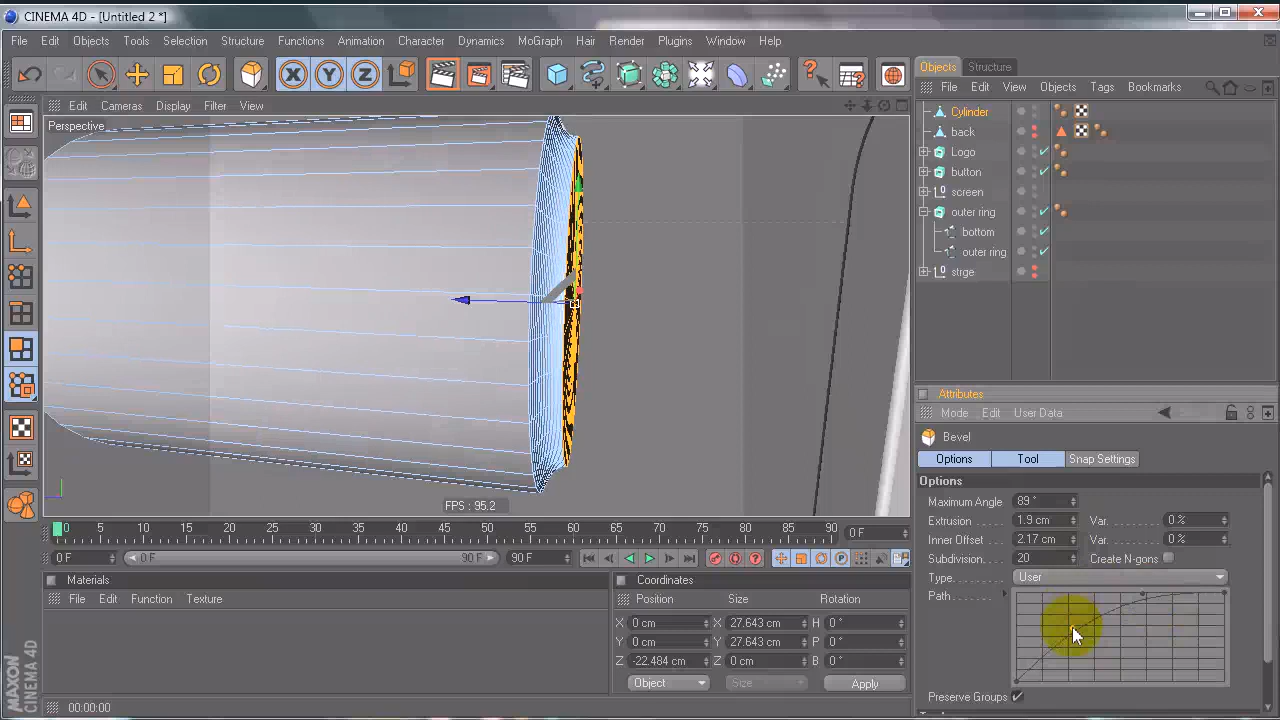 CINEMA 4D - [Untitled 2 *]
File Edit Objects Tools Selection Structure Functions Animation Character Dynamics MoGraph Hair Render Plugins Window Help
X Y Z
Objects Structure
File Edit View Objects Tags Bookmarks
Edit Cameras Display Filter View
Perspective
Cylinder
back
Logo
button
screen
outer ring
bottom
outer ring
strge
FPS : 95.2
Attributes
Mode Edit User Data
Bevel
Options Tool Snap Settings
Options
Maximum Angle 89 °
Extrusion 1.9 cm Var. 0 %
Inner Offset 2.17 cm Var. 0 %
Subdivision 20 Create N-gons
Type User
Path
Preserve Groups
0 5 10 15 20 25 30 35 40 45 50 55 60 65 70 75 80 85 90 0 F
0 F 0 F 90 F 90 F
Materials
File Edit Function Texture
Coordinates
Position Size Rotation
X 0 cm X 27.643 cm H 0 °
Y 0 cm Y 27.643 cm P 0 °
Z -22.484 cm Z 0 cm B 0 °
Object Size Apply
MAXON
CINEMA 4D
00:00:00